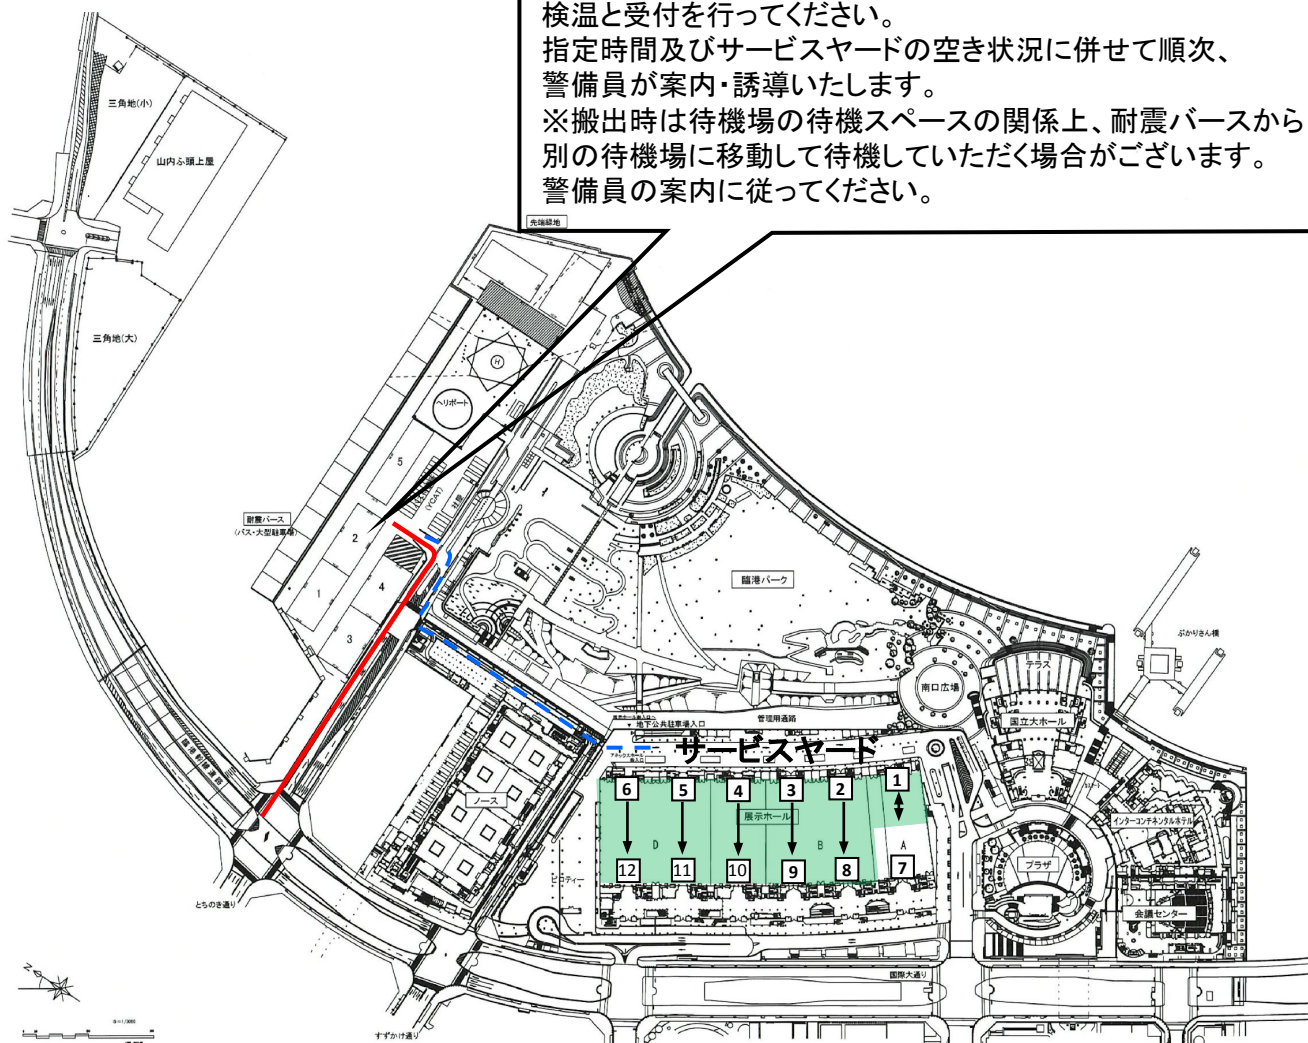 検温と受付を行ってください。
指定時間及びサービスヤードの空き状況に併せて順次、
警備員が案内・誘導いたします。
※搬出時は待機場の待機スペースの関係上、耐震バースから
別の待機場に移動して待機していただく場合がございます。
警備員の案内に従ってください。
先端緑地
三角地(小)
山内ふ頭上屋
三角地(大)
H
ヘリポート
5
(YCAT)
耐震バース
(バス・大型駐車場)
2
1
4
3
臨港パーク
ぷかりさん橋
南口広場
テラス
国立大ホール
管理用通路
地下公共駐車場入口
サービスヤード
6
5
4
3
2
1
展示ホール
D
B
A
12
11
10
9
8
7
ノース
インターコンチネンタルホテル
プラザ
会議センター
とちのき通り
国際大通り
すずかけ通り
N